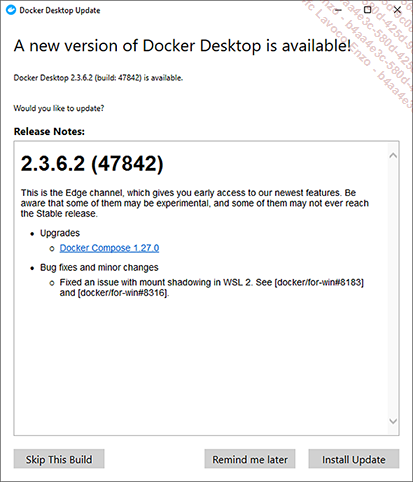 Docker Desktop Update
A new version of Docker Desktop is available!
Docker Desktop 2.3.6.2 (build: 47842) is available.
Would you like to update?
Release Notes:
2.3.6.2 (47842)
This is the Edge channel, which gives you early access to our newest features. Be
aware that some of them may be experimental, and some of them may not ever reach
the Stable release.
• Upgrades
○ Docker Compose 1.27.0
• Bug fixes and minor changes
○ Fixed an issue with mount shadowing in WSL 2. See [docker/for-win#8183]
and [docker/for-win#8316].
Skip This Build
Remind me later
Install Update